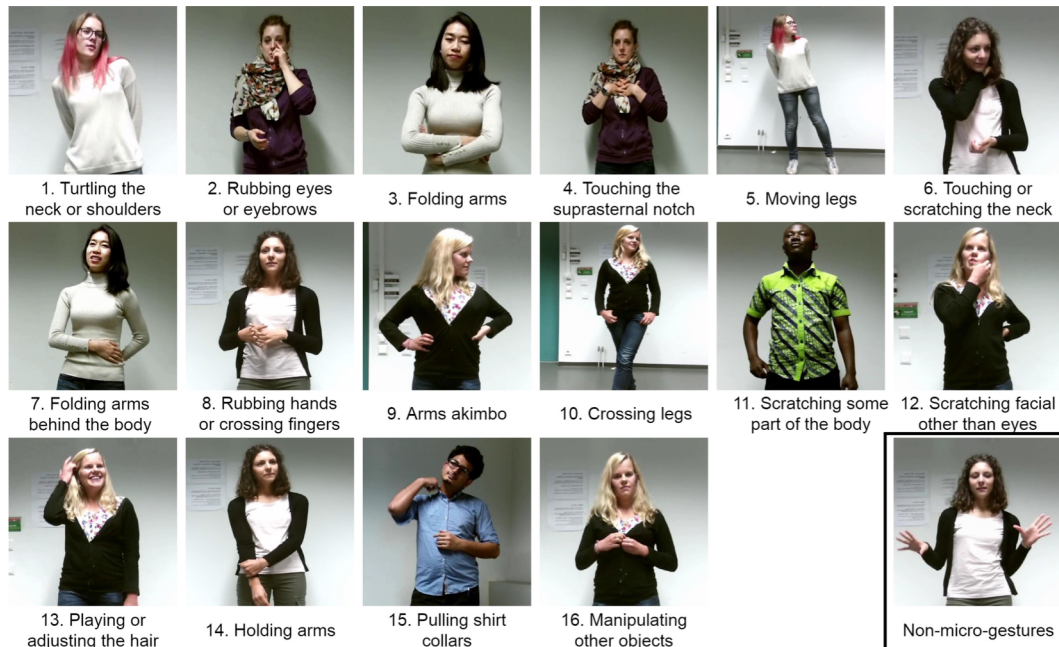 1. Turtling the
neck or shoulders
2. Rubbing eyes
or eyebrows
3. Folding arms
4. Touching the
suprasternal notch
5. Moving legs
6. Touching or
scratching the neck
7. Folding arms
behind the body
8. Rubbing hands
or crossing fingers
9. Arms akimbo
10. Crossing legs
11. Scratching some
part of the body
12. Scratching facial
other than eyes
13. Playing or
adjusting the hair
14. Holding arms
15. Pulling shirt
collars
16. Manipulating
other objects
Non-micro-gestures